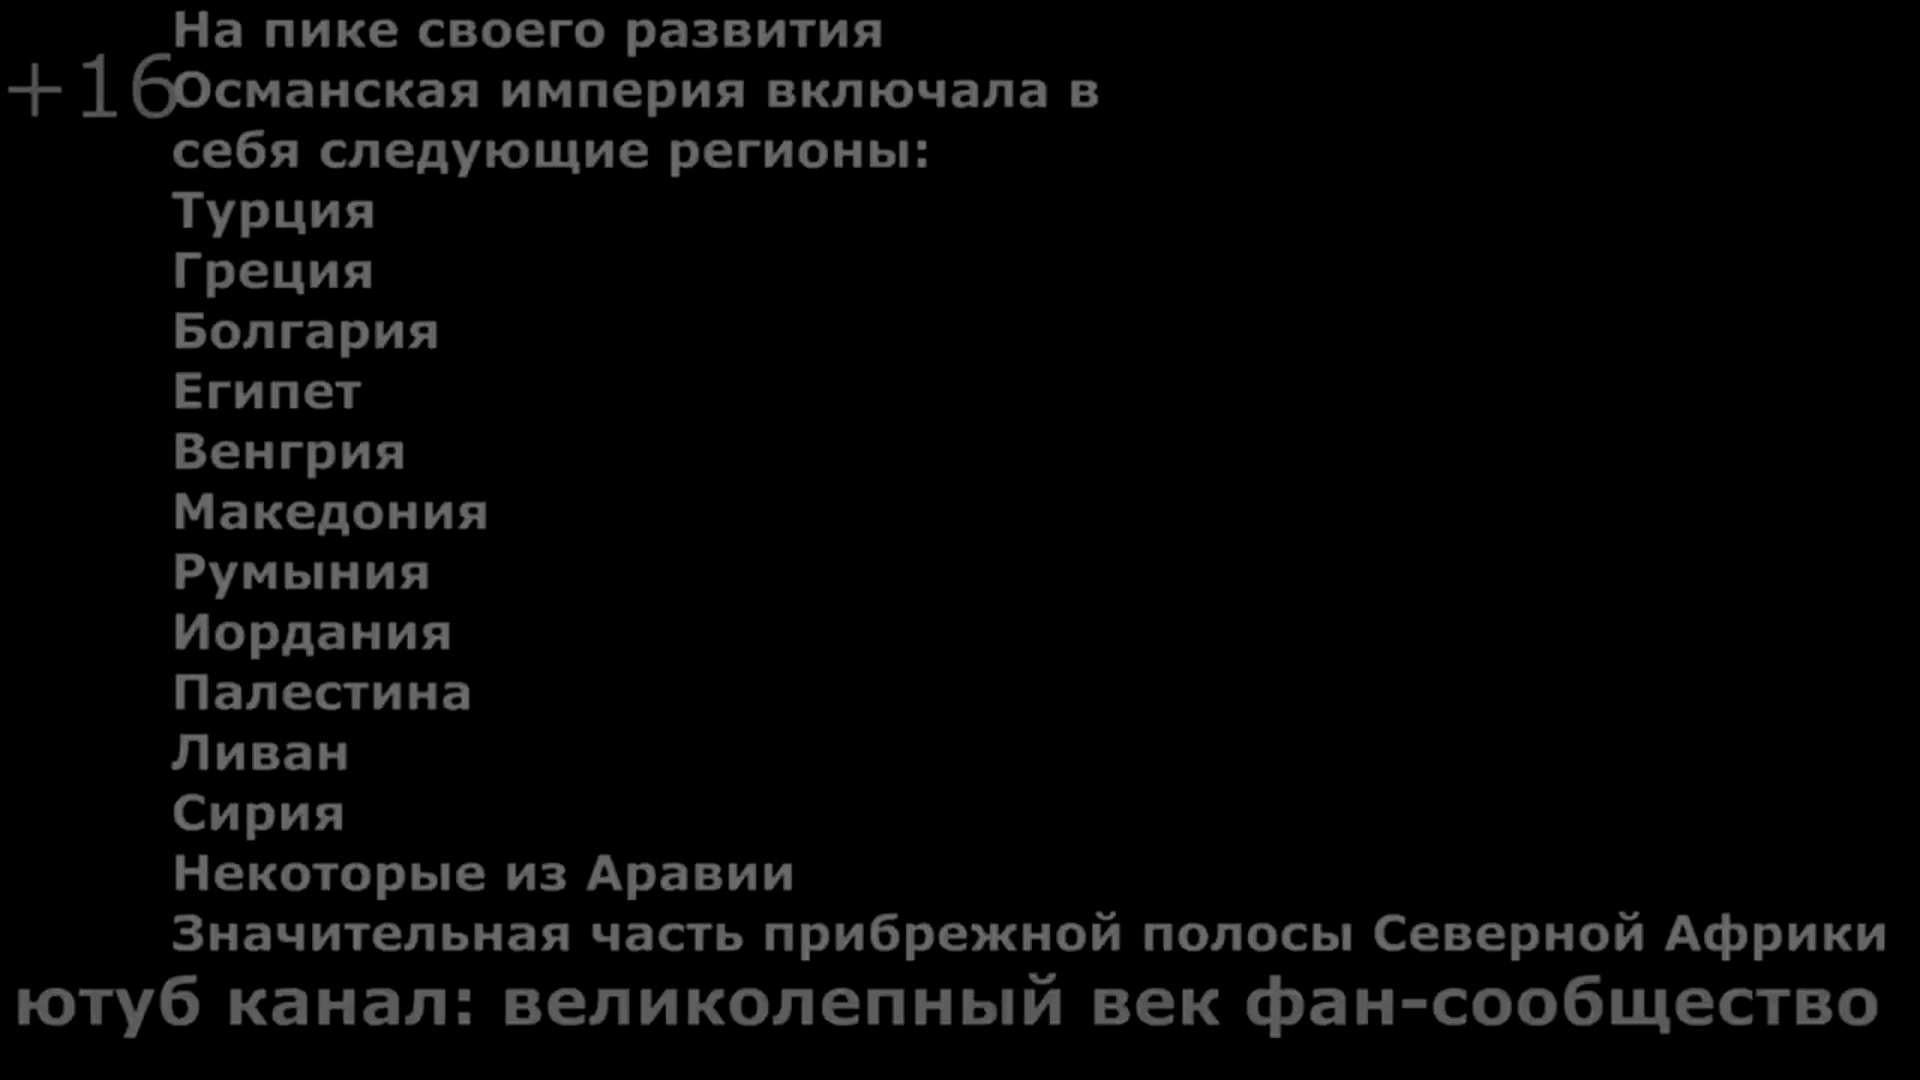 На пике своего развития
+16
Османская империя включала в
себя следующие регионы:
Турция
Греция
Болгария
Египет
Венгрия
Македония
Румыния
Иордания
Палестина
Ливан
Сирия
Некоторые из Аравии
Значительная часть прибрежной полосы Северной Африки
ютуб канал: великолепный век фан-сообщество